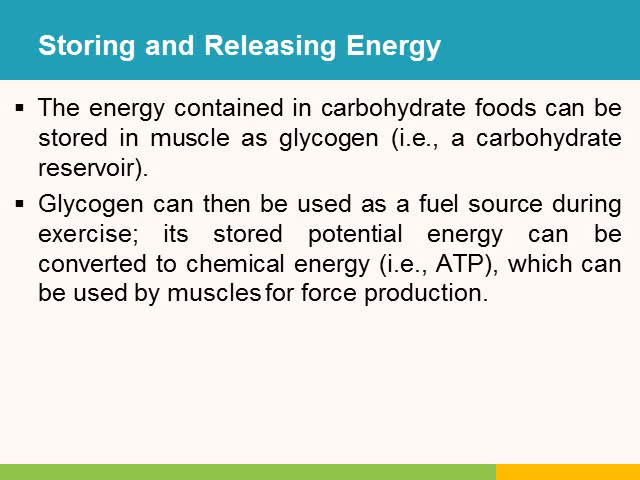 Storing and Releasing Energy
▪ The energy contained in carbohydrate foods can be
stored in muscle as glycogen (i.e., a carbohydrate
reservoir).
▪ Glycogen can then be used as a fuel source during
exercise; its stored potential energy can be
converted to chemical energy (i.e., ATP), which can
be used by muscles for force production.